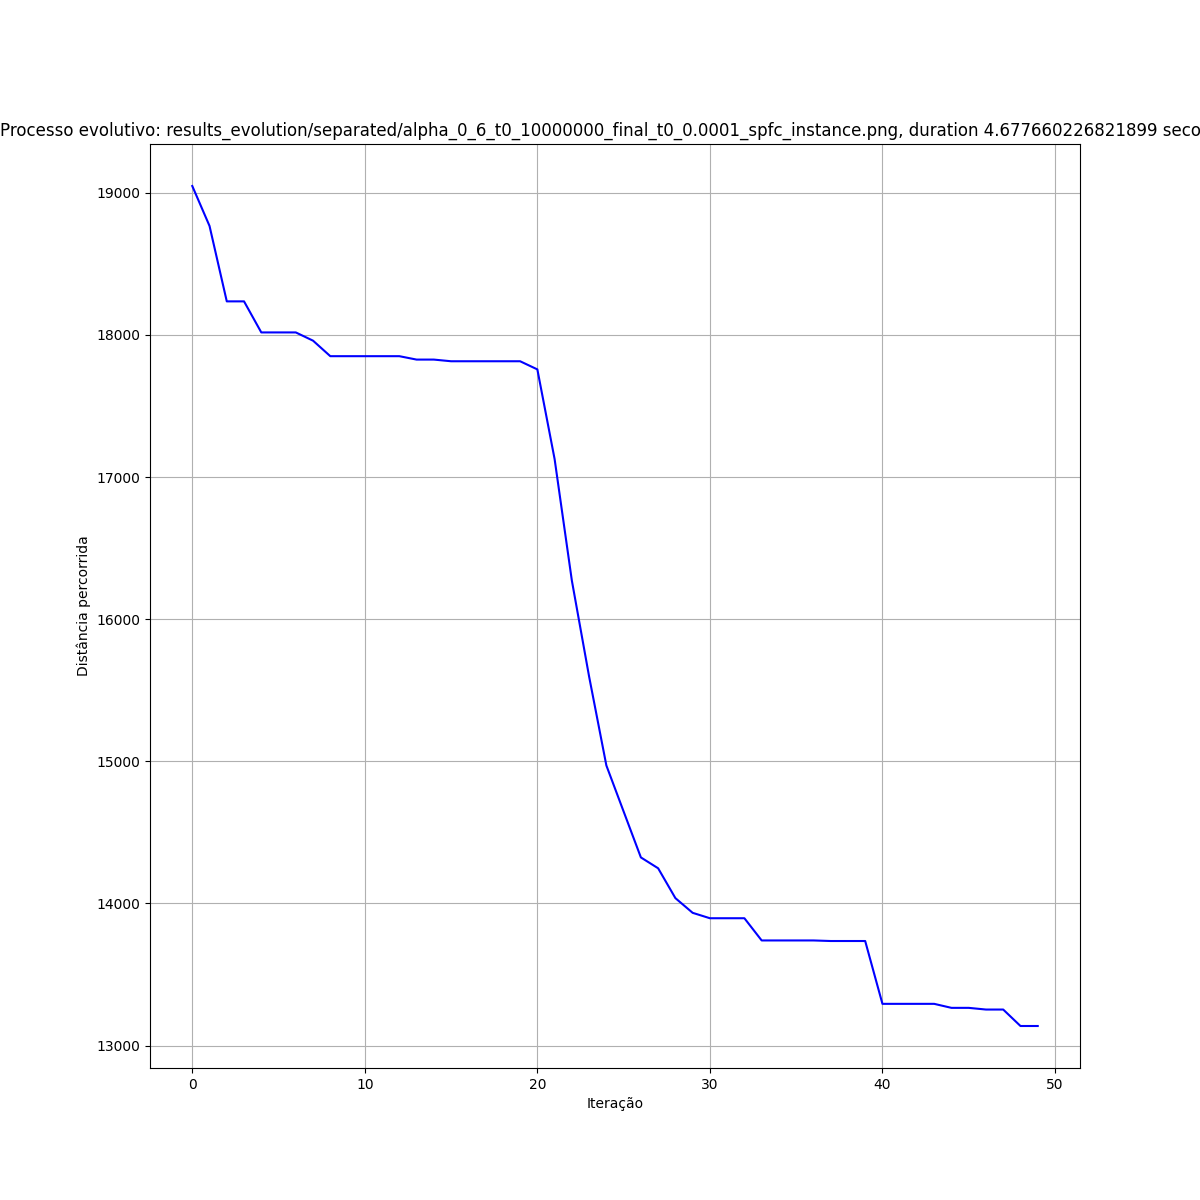 Processo evolutivo: results_evolution/separated/alpha_0_6_t0_10000000_final_t0_0.0001_spfc_instance.png, duration 4.677660226821899 seco
19000
18000
17000
16000
15000
14000
13000
Distância percorrida
0 10 20 30 40 50
Iteração